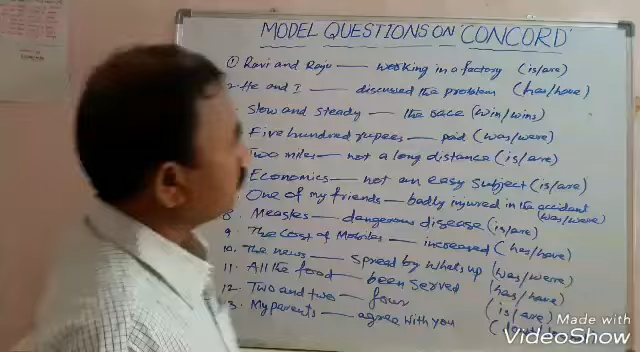 MODEL QUESTIONS ON 'CONCORD'
① Ravi and Raju —— working in a factory (is/are)
2. He and I —— discussed the problem (has/have)
Slow and steady —— the race (win/wins)
Five hundred rupees —— paid (was/were)
Two miles —— not a long distance (is/are)
Economics —— not an easy subject (is/are)
One of my friends —— badly injured in the accident (was/were)
8. Measles —— dangerous disease (is/are)
9. The cost of Mobiles —— increased (has/have)
10. The news —— spread by Whatsup (was/were)
11. All the food —— been served (has/have)
12. Two and two —— four (is/are)
3. My parents —— agree with you
Made with
VideoShow